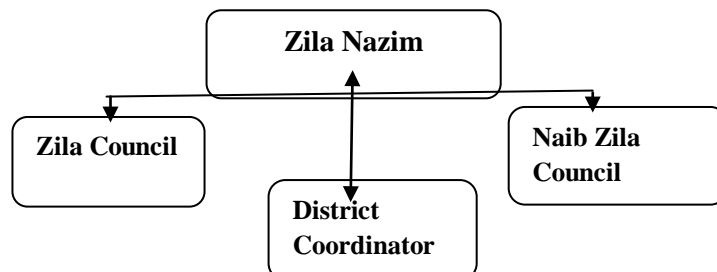 Zila Nazim
Zila Council
Naib Zila
Council
District
Coordinator